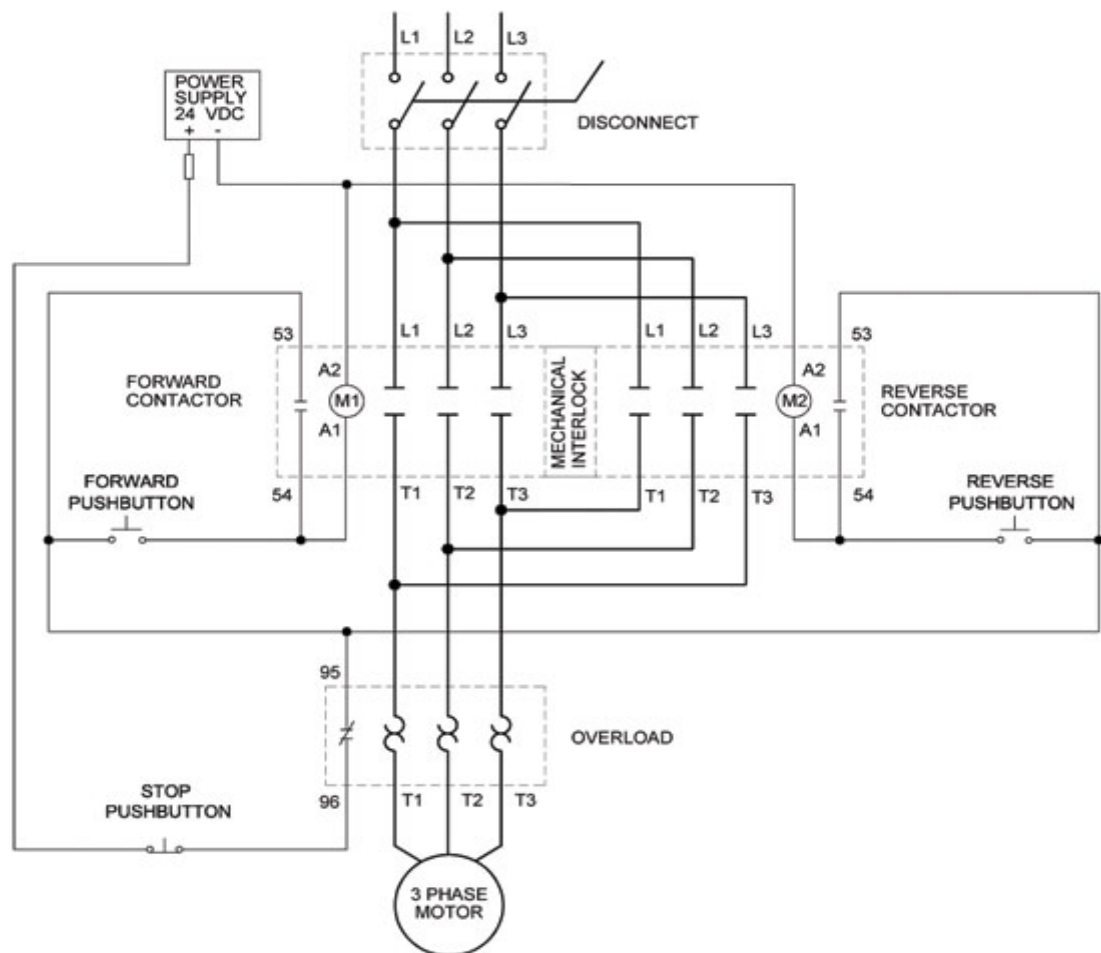 L1 L2 L3
POWER
SUPPLY
24 VDC
+ -
DISCONNECT
53 L1 L2 L3 L1 L2 L3 53
FORWARD
CONTACTOR
A2
M1
A1
MECHANICAL
INTERLOCK
A2
M2
A1
REVERSE
CONTACTOR
FORWARD
PUSHBUTTON
54 T1 T2 T3 T1 T2 T3 54
REVERSE
PUSHBUTTON
95
OVERLOAD
96 T1 T2 T3
STOP
PUSHBUTTON
3 PHASE
MOTOR